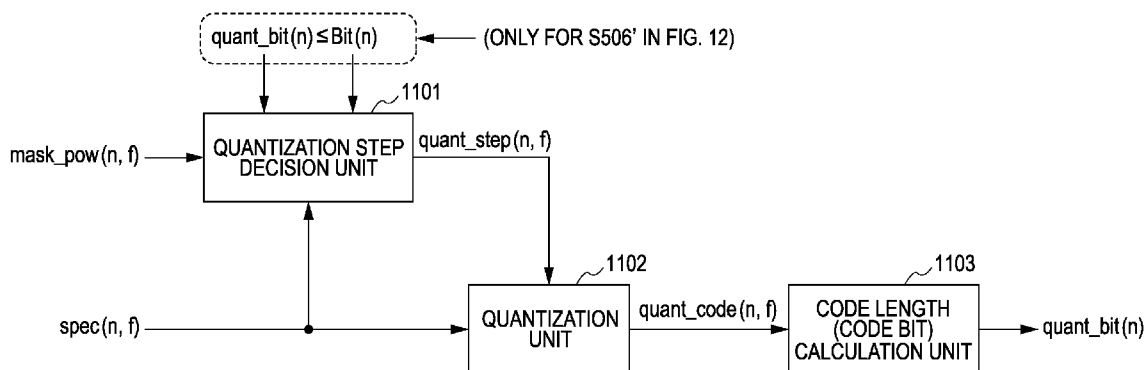 quant_bit(n) ≤ Bit(n)
(ONLY FOR S506' IN FIG. 12)
1101
mask_pow(n, f)
QUANTIZATION STEP
DECISION UNIT
quant_step(n, f)
1102
1103
spec(n, f)
QUANTIZATION
UNIT
quant_code(n, f)
CODE LENGTH
(CODE BIT)
CALCULATION UNIT
quant_bit(n)